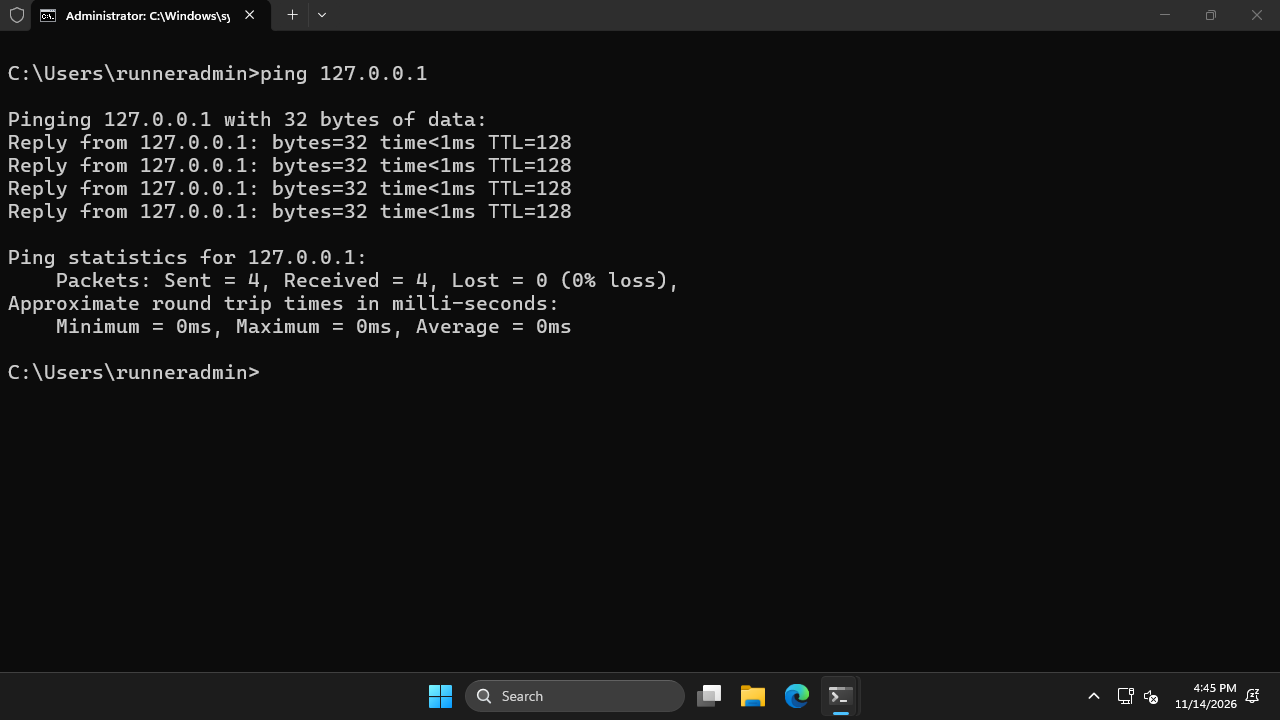 Administrator: C:\Windows\sy
C:\Users\runneradmin>ping 127.0.0.1
Pinging 127.0.0.1 with 32 bytes of data:
Reply from 127.0.0.1: bytes=32 time<1ms TTL=128
Reply from 127.0.0.1: bytes=32 time<1ms TTL=128
Reply from 127.0.0.1: bytes=32 time<1ms TTL=128
Reply from 127.0.0.1: bytes=32 time<1ms TTL=128
Ping statistics for 127.0.0.1:
    Packets: Sent = 4, Received = 4, Lost = 0 (0% loss),
Approximate round trip times in milli-seconds:
    Minimum = 0ms, Maximum = 0ms, Average = 0ms
C:\Users\runneradmin>
Search
4:45 PM
11/14/2026